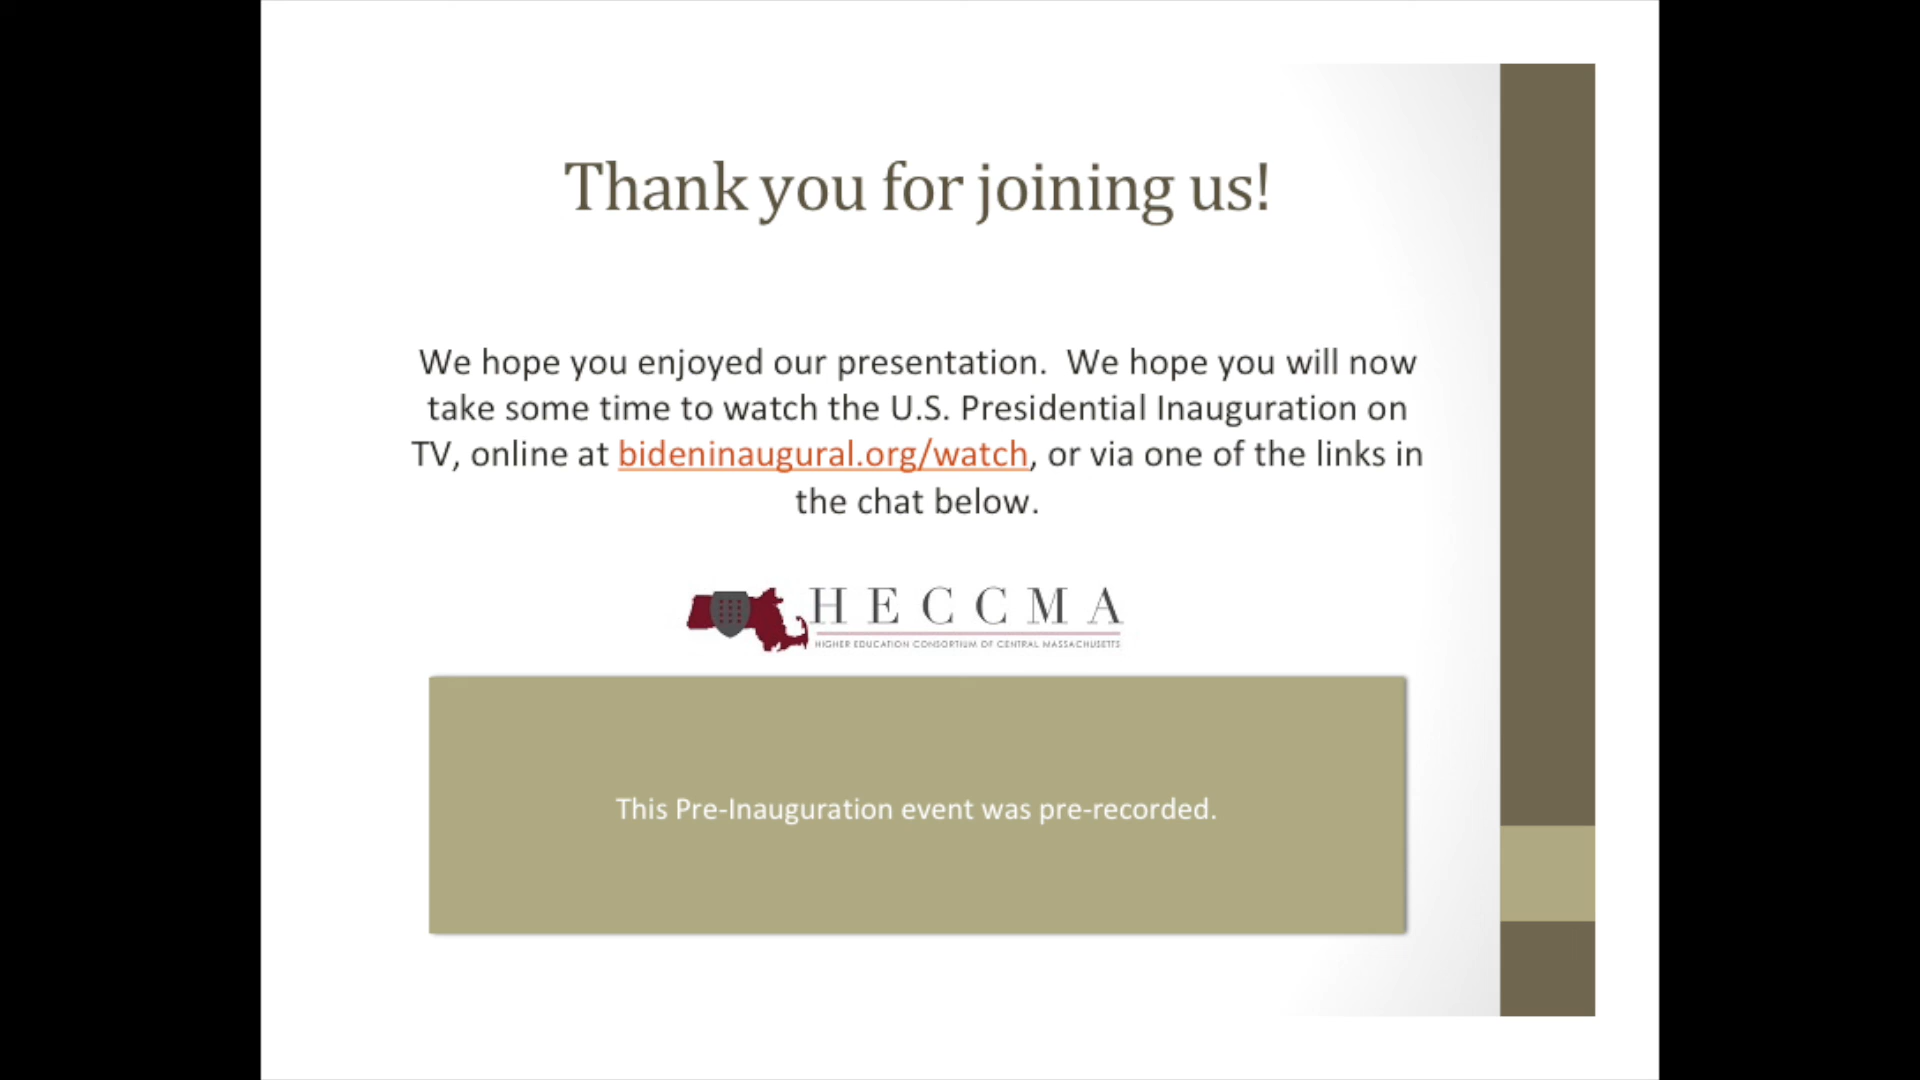 Thank you for joining us!
We hope you enjoyed our presentation.  We hope you will now
take some time to watch the U.S. Presidential Inauguration on
TV, online at bideninaugural.org/watch, or via one of the links in
the chat below.
HECCMA
HIGHER EDUCATION CONSORTIUM OF CENTRAL MASSACHUSETTS
This Pre-Inauguration event was pre-recorded.